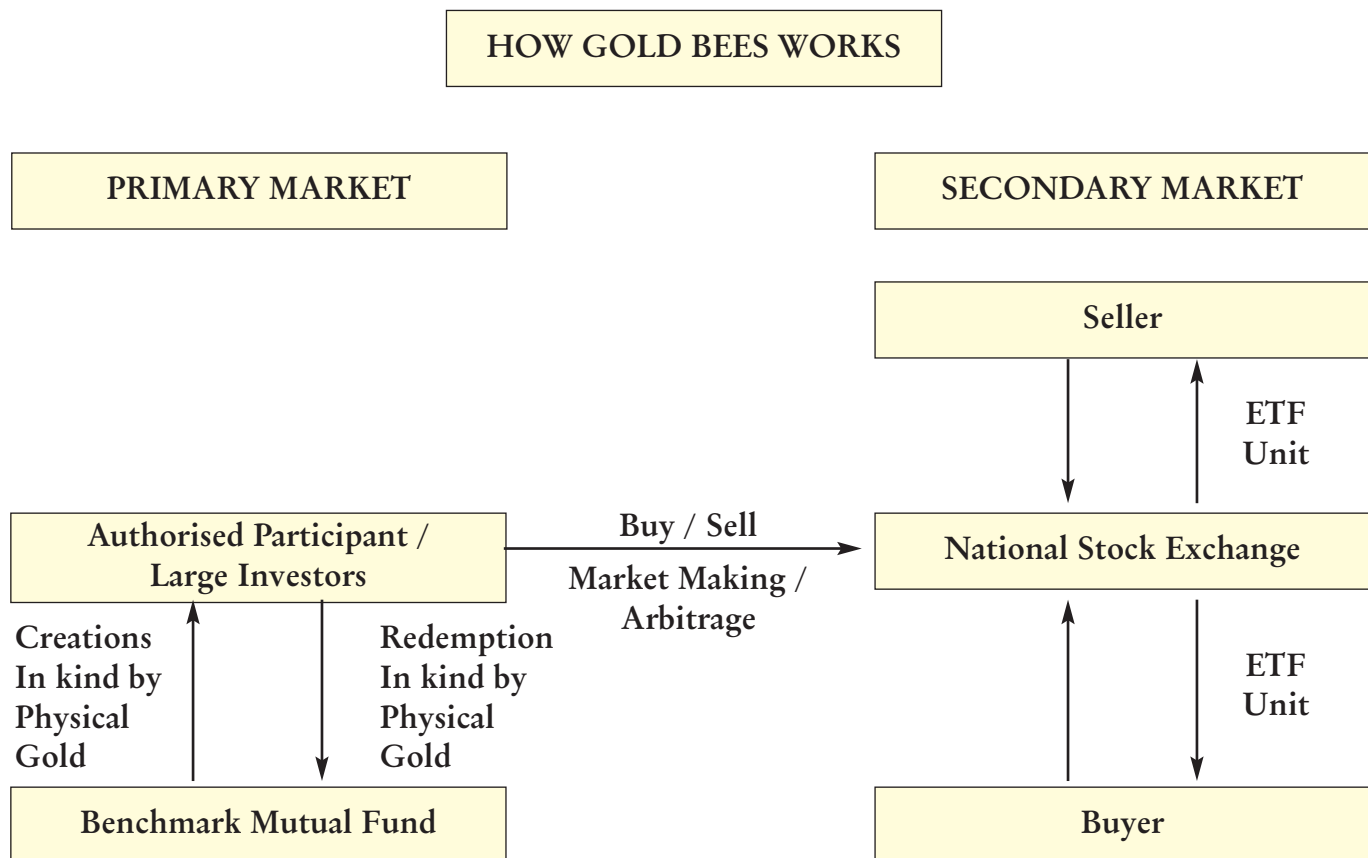 HOW GOLD BEES WORKS
PRIMARY MARKET
SECONDARY MARKET
Seller
ETF
Unit
Authorised Participant /
Large Investors
Buy / Sell
Market Making /
Arbitrage
National Stock Exchange
Creations
In kind by
Physical
Gold
Redemption
In kind by
Physical
Gold
ETF
Unit
Benchmark Mutual Fund
Buyer